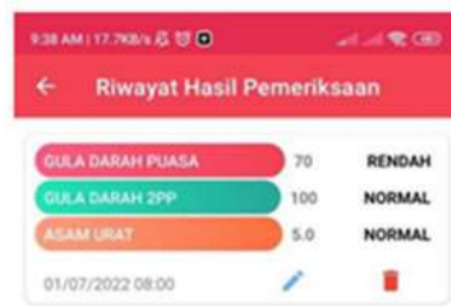 9:38 AM | 17.7KB/s
Riwayat Hasil Pemeriksaan
GULA DARAH PUASA 70 RENDAH
GULA DARAH 2PP 100 NORMAL
ASAM URAT 5.0 NORMAL
01/07/2022 08:00